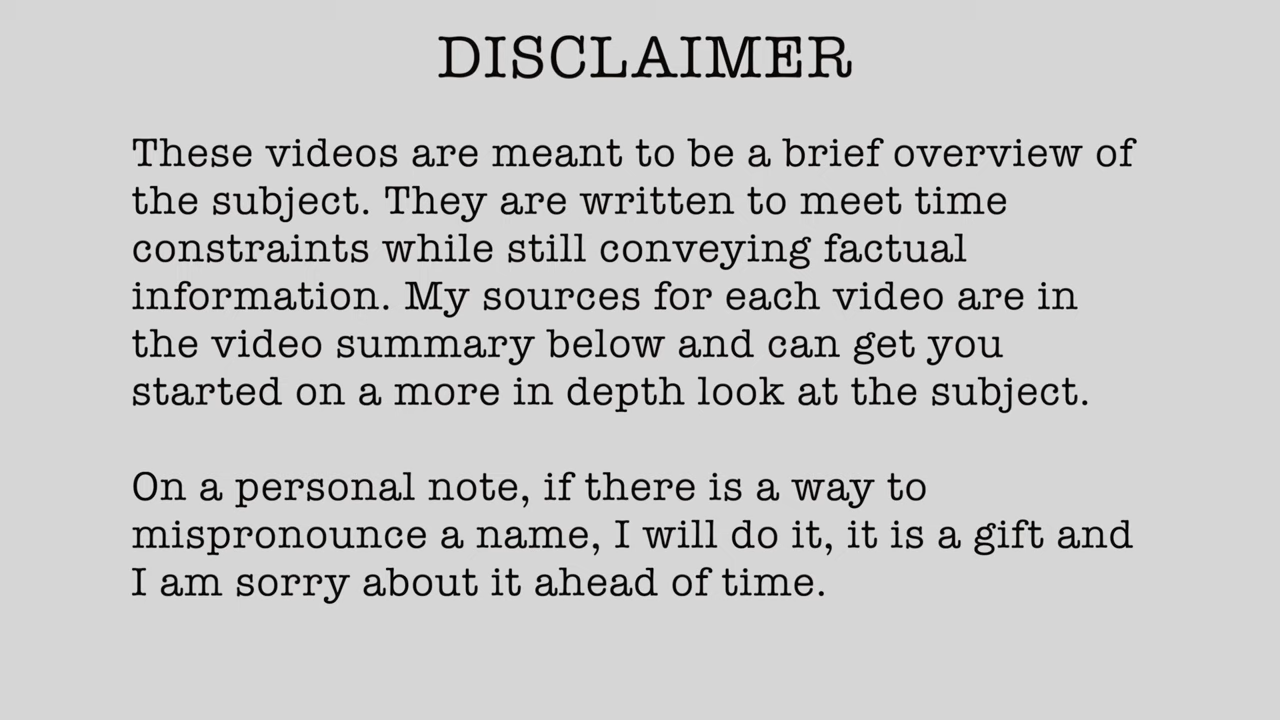 DISCLAIMER
These videos are meant to be a brief overview of
the subject. They are written to meet time
constraints while still conveying factual
information. My sources for each video are in
the video summary below and can get you
started on a more in depth look at the subject.
On a personal note, if there is a way to
mispronounce a name, I will do it, it is a gift and
I am sorry about it ahead of time.